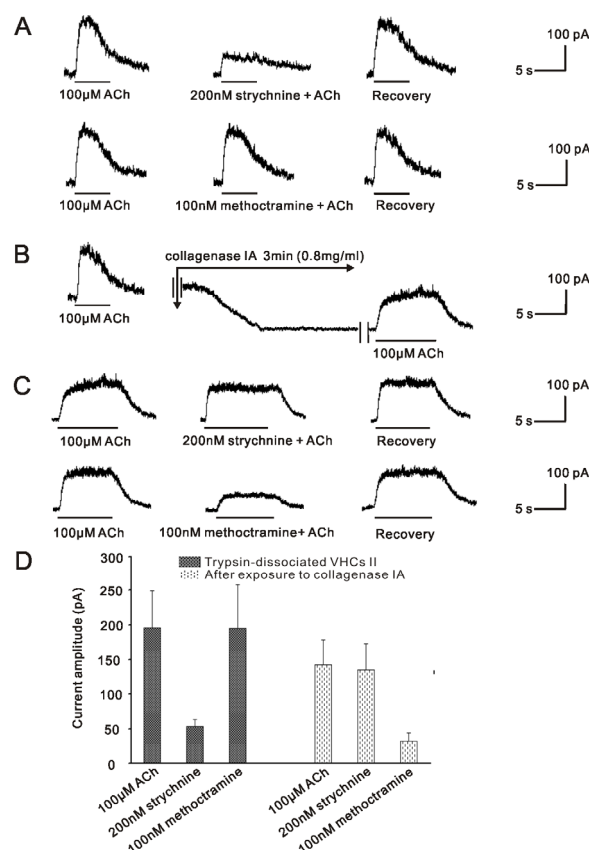 A
100 pA
5 s
100µM ACh
200nM strychnine + ACh
Recovery
100 pA
5 s
100µM ACh
100nM methoctramine + ACh
Recovery
B
collagenase IA 3min (0.8mg/ml)
100 pA
5 s
100µM ACh
100µM ACh
C
100 pA
5 s
100µM ACh
200nM strychnine + ACh
Recovery
100 pA
5 s
100µM ACh
100nM methoctramine+ ACh
Recovery
D
Trypsin-dissociated VHCs II
After exposure to collagenase IA
Current amplitude (pA)
300
250
200
150
100
50
0
100µM ACh
200nM strychnine
100nM methoctramine
100µM ACh
200nM strychnine
100nM methoctramine